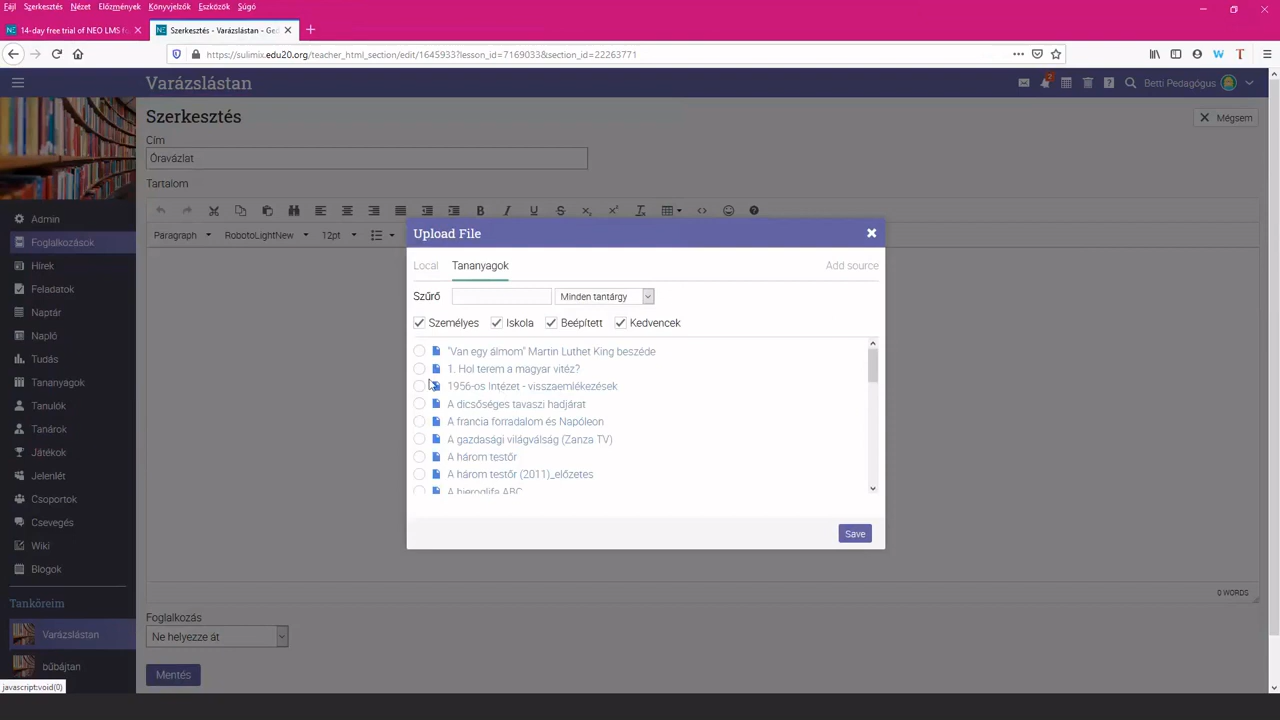 Fájl Szerkesztés Nézet Előzmények Könyvjelzők Eszközök Súgó
14-day free trial of NEO LMS f
Szerkesztés - Varázslástan - Ge
https://sulimix.edu20.org/teacher_html_section/edit/1645933?lesson_id=7169033&section_id=22263771
Varázslástan
Betti Pedagógus
Szerkesztés
Mégsem
Cím
Óravázlat
Tartalom
Paragraph
RobotoLightNew
12pt
Admin
Foglalkozások
Hírek
Feladatok
Naptár
Napló
Tudás
Tananyagok
Tanulók
Tanárok
Játékok
Jelenlét
Csoportok
Csevegés
Wiki
Blogok
Tanköreim
Varázslástan
bűbájtan
Upload File
Local
Tananyagok
Add source
Szűrő
Minden tantárgy
Személyes
Iskola
Beépített
Kedvencek
"Van egy álmom" Martin Luthet King beszéde
1. Hol terem a magyar vitéz?
1956-os Intézet - visszaemlékezések
A dicsőséges tavaszi hadjárat
A francia forradalom és Napóleon
A gazdasági világválság (Zanza TV)
A három testőr
A három testőr (2011)_előzetes
A hieroglifa ABC
Save
0 WORDS
Foglalkozás
Ne helyezze át
Mentés
javascript:void(0)